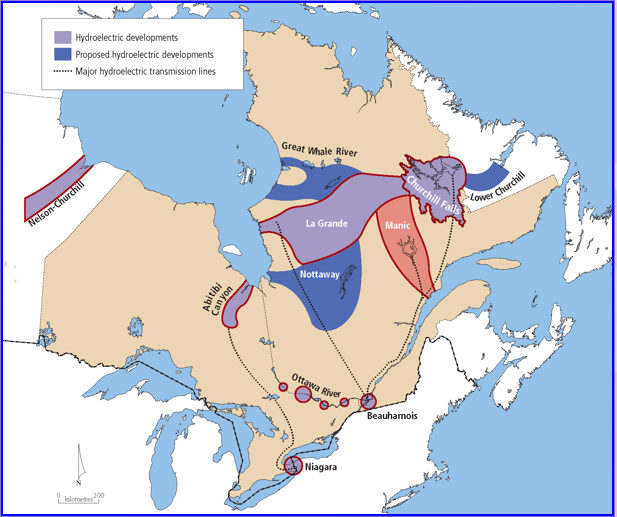 Hydroelectric developments
Proposed hydroelectric developments
Major hydroelectric transmission lines
Great Whale River
Nelson-Churchill
Churchill Falls
Lower Churchill
La Grande
Manic
Nottaway
Abitibi
Canyon
Ottawa River
Beauharnois
Niagara
N
0 200
kilometres